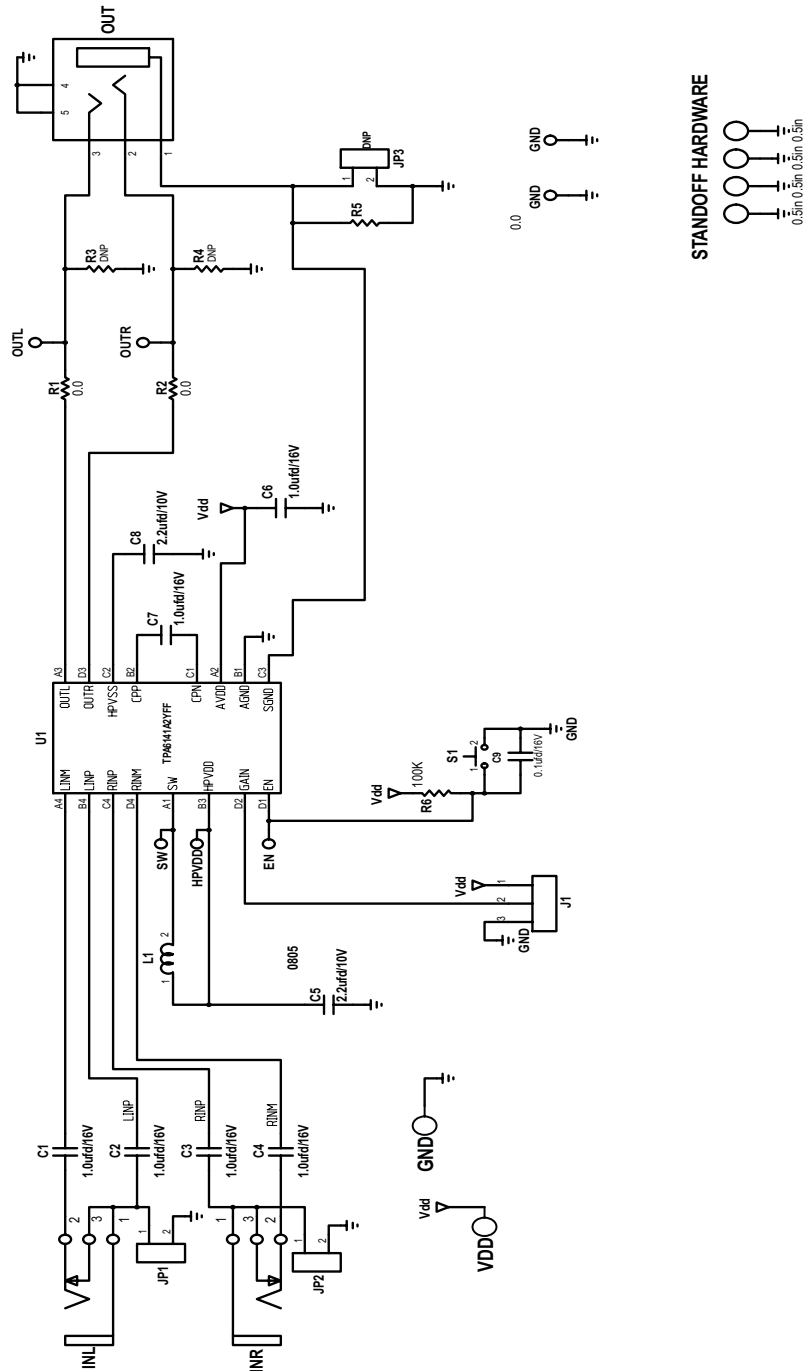 OUT
4
5
3
2
1
STANDOFF HARDWARE
0.5in 0.5in 0.5in 0.5in
GND
GND
0.0
DNP
JP3
1
2
R5
R3
DNP
R4
DNP
OUTL
OUTR
R1
0.0
R2
0.0
Vdd
C6
1.0ufd/16V
C8
2.2ufd/10V
C7
1.0ufd/16V
A3
D3
C2
B2
C1
A2
B1
C3
OUTL
OUTR
HPVSS
CPP
CPN
AVDD
AGND
SGND
U1
TPA6141A2YFF
LINM
LINP
RINP
RINM
SW
HPVDD
GAIN
EN
A4
B4
C4
D4
A1
B3
D2
D1
SW
HPVDD
EN
Vdd
R6
100K
S1
1
2
C9
0.1ufd/16V
GND
Vdd
1
2
3
GND
J1
L1
1
2
0805
C5
2.2ufd/10V
LINP
RINP
RINM
C1
1.0ufd/16V
C2
1.0ufd/16V
C3
1.0ufd/16V
C4
1.0ufd/16V
2
3
1
1
2
JP1
1
3
2
1
2
JP2
INL
INR
GND
Vdd
VDD